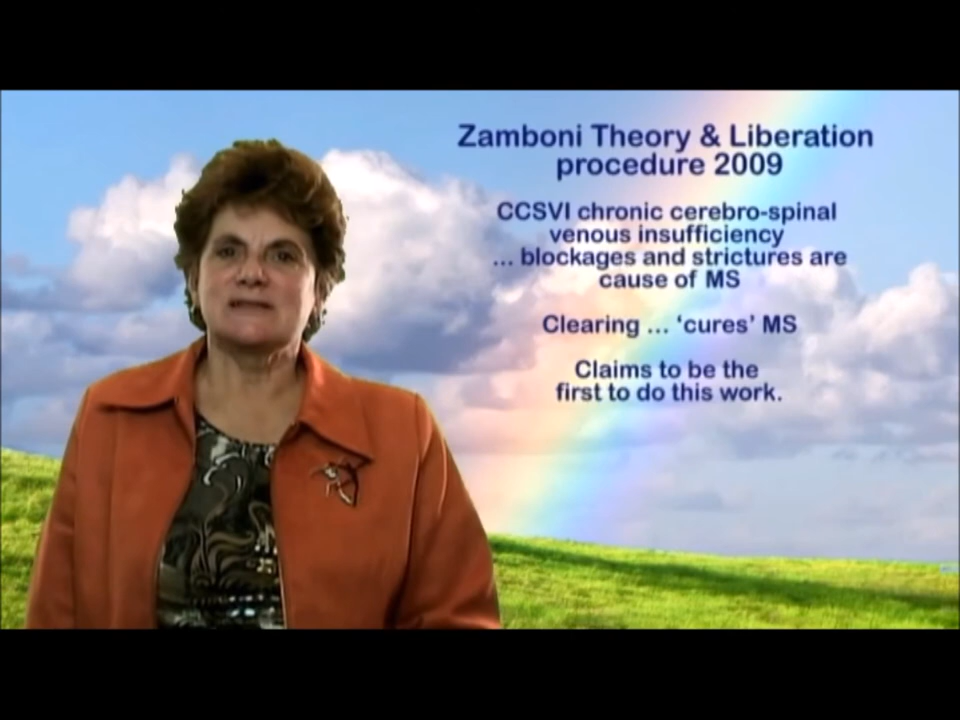 Zamboni Theory & Liberation
procedure 2009
CCSVI chronic cerebro-spinal
venous insufficiency
... blockages and strictures are
cause of MS
Clearing ... ‘cures’ MS
Claims to be the
first to do this work.